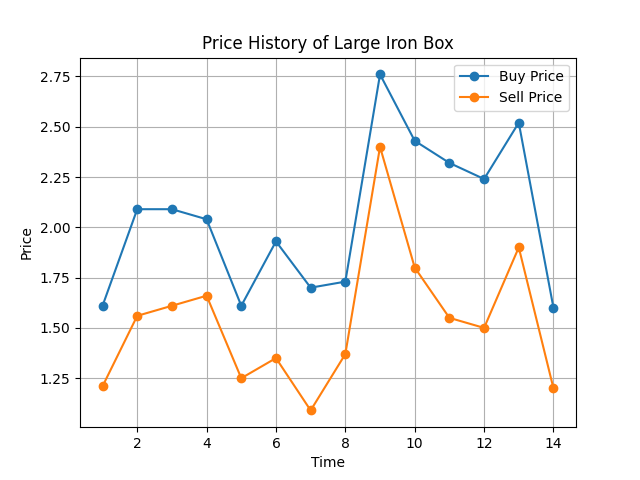 Price History of Large Iron Box
Buy Price
Sell Price
Price
2.75
2.50
2.25
2.00
1.75
1.50
1.25
2 4 6 8 10 12 14
Time